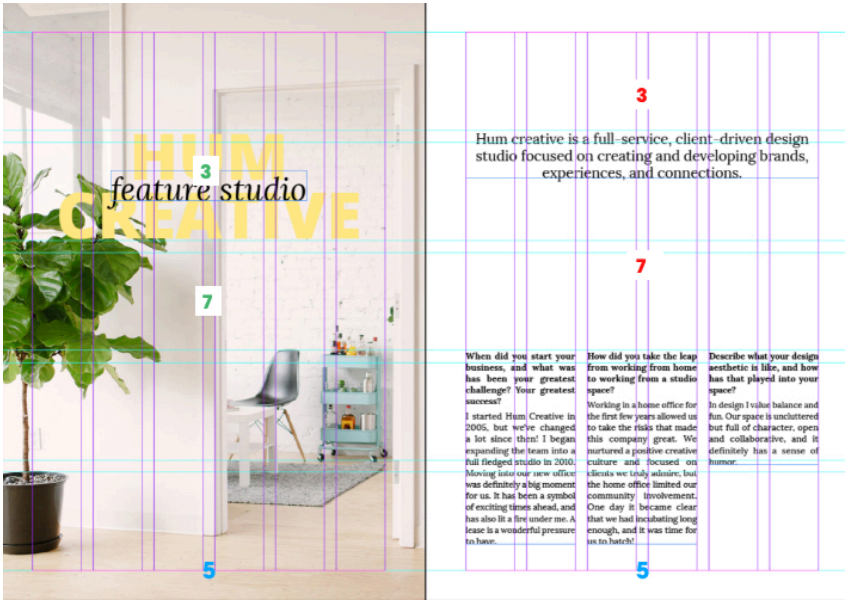 HUM
3
feature studio
CREATIVE
7
5
3
Hum creative is a full-service, client-driven design
studio focused on creating and developing brands,
experiences, and connections.
7
When did you start your
business, and what was
has been your greatest
challenge? Your greatest
success?
I started Hum Creative in
2005, but we've changed
a lot since then! I began
expanding the team into a
full fledged studio in 2010.
Moving into our new office
was definitely a big moment
for us. It has been a symbol
of exciting times ahead, and
has also lit a fire under me. A
lease is a wonderful pressure
to have.
How did you take the leap
from working from home
to working from a studio
space?
Working in a home office for
the first few years allowed us
to take the risks that made
this company great. We
nurtured a positive creative
culture and focused on
clients we truly admire, but
the home office limited our
community involvement.
One day it became clear
that we had incubating long
enough, and it was time for
us to hatch!
Describe what your design
aesthetic is like, and how
has that played into your
space?
In design I value balance and
fun. Our space is uncluttered
but full of character, open
and collaborative, and it
definitely has a sense of
humor.
5